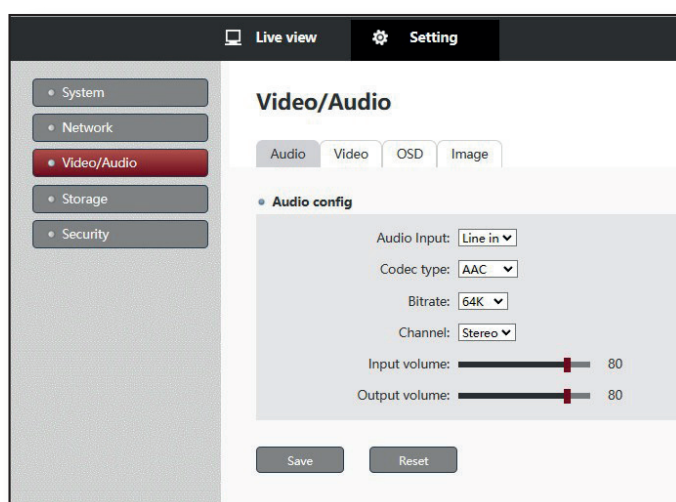 Live view Setting
System
Network
Video/Audio
Storage
Security
Video/Audio
Audio Video OSD Image
Audio config
Audio Input: Line in
Codec type: AAC
Bitrate: 64K
Channel: Stereo
Input volume: 80
Output volume: 80
Save Reset